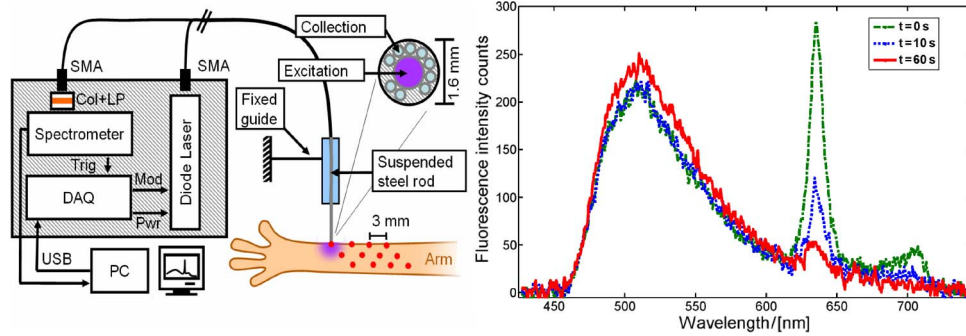 Collection
Excitation
1.6 mm
SMA
SMA
Col+LP
Spectrometer
Trig
DAQ
Mod
Pwr
Diode Laser
USB
PC
Fixed
guide
Suspended
steel rod
3 mm
Arm
300
250
200
150
100
50
0
Fluorescence intensity counts
t=0 s
t=10 s
t=60 s
450
500
550
600
650
700
Wavelength/[nm]